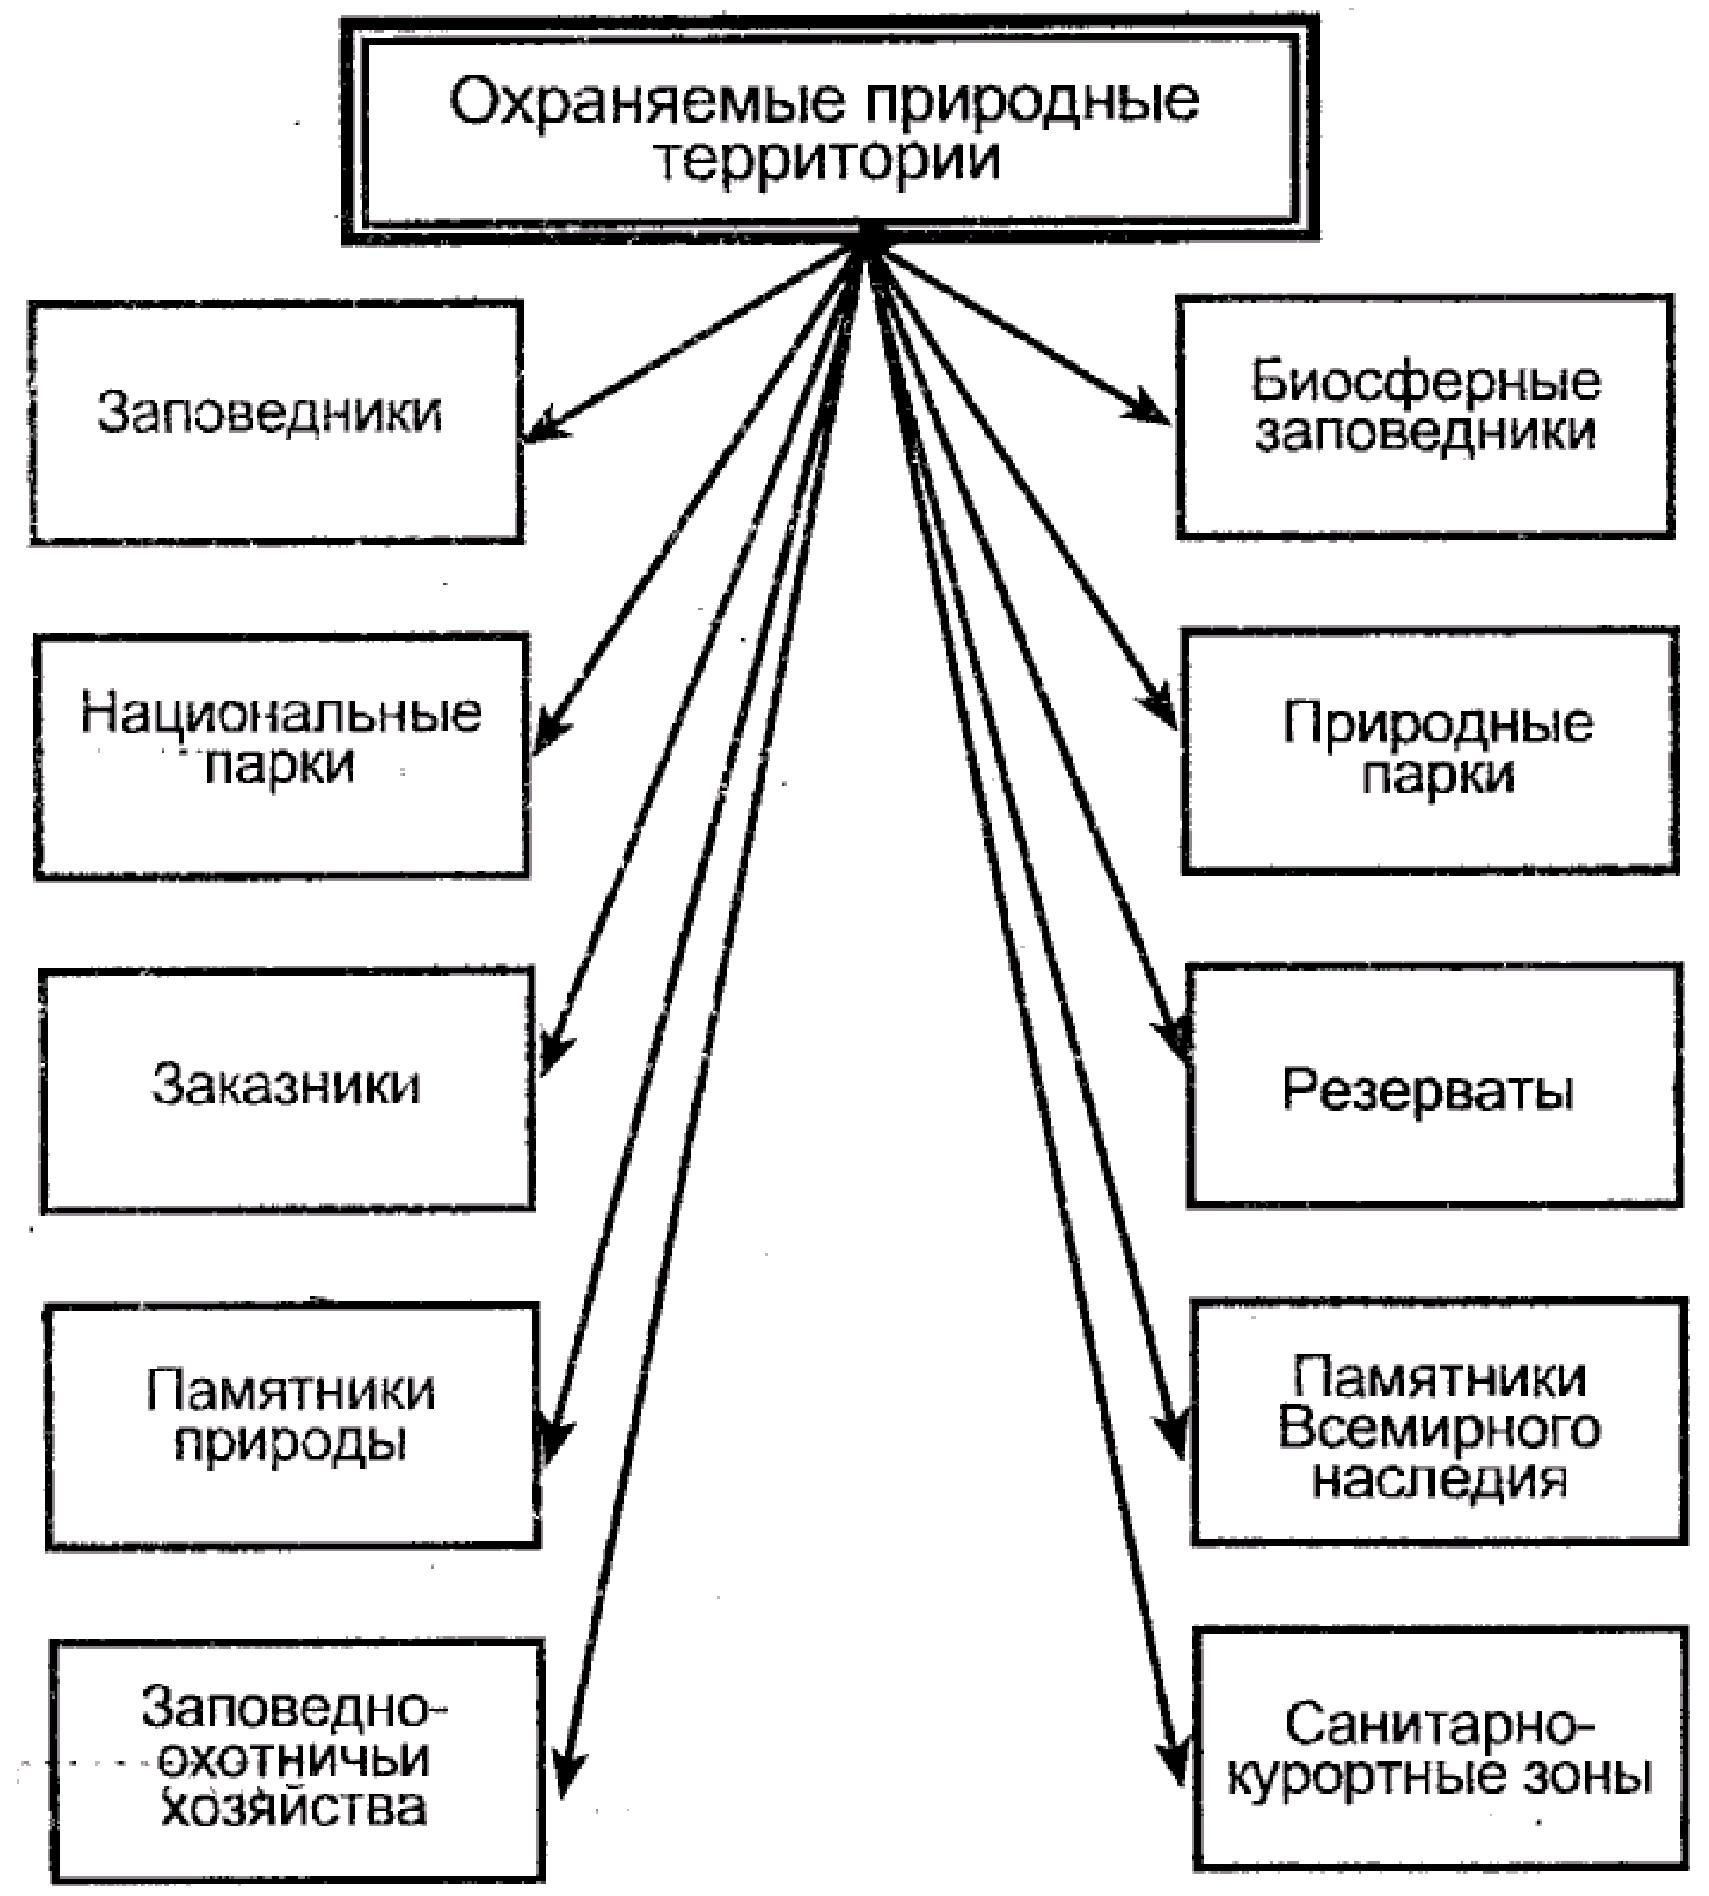 Охраняемые природные
территории
Заповедники
Биосферные
заповедники
Национальные
парки
Природные
парки
Заказники
Резерваты
Памятники
природы
Памятники
Всемирного
наследия
Заповедно-
охотничьи
хозяйства
Санитарно-
курортные зоны